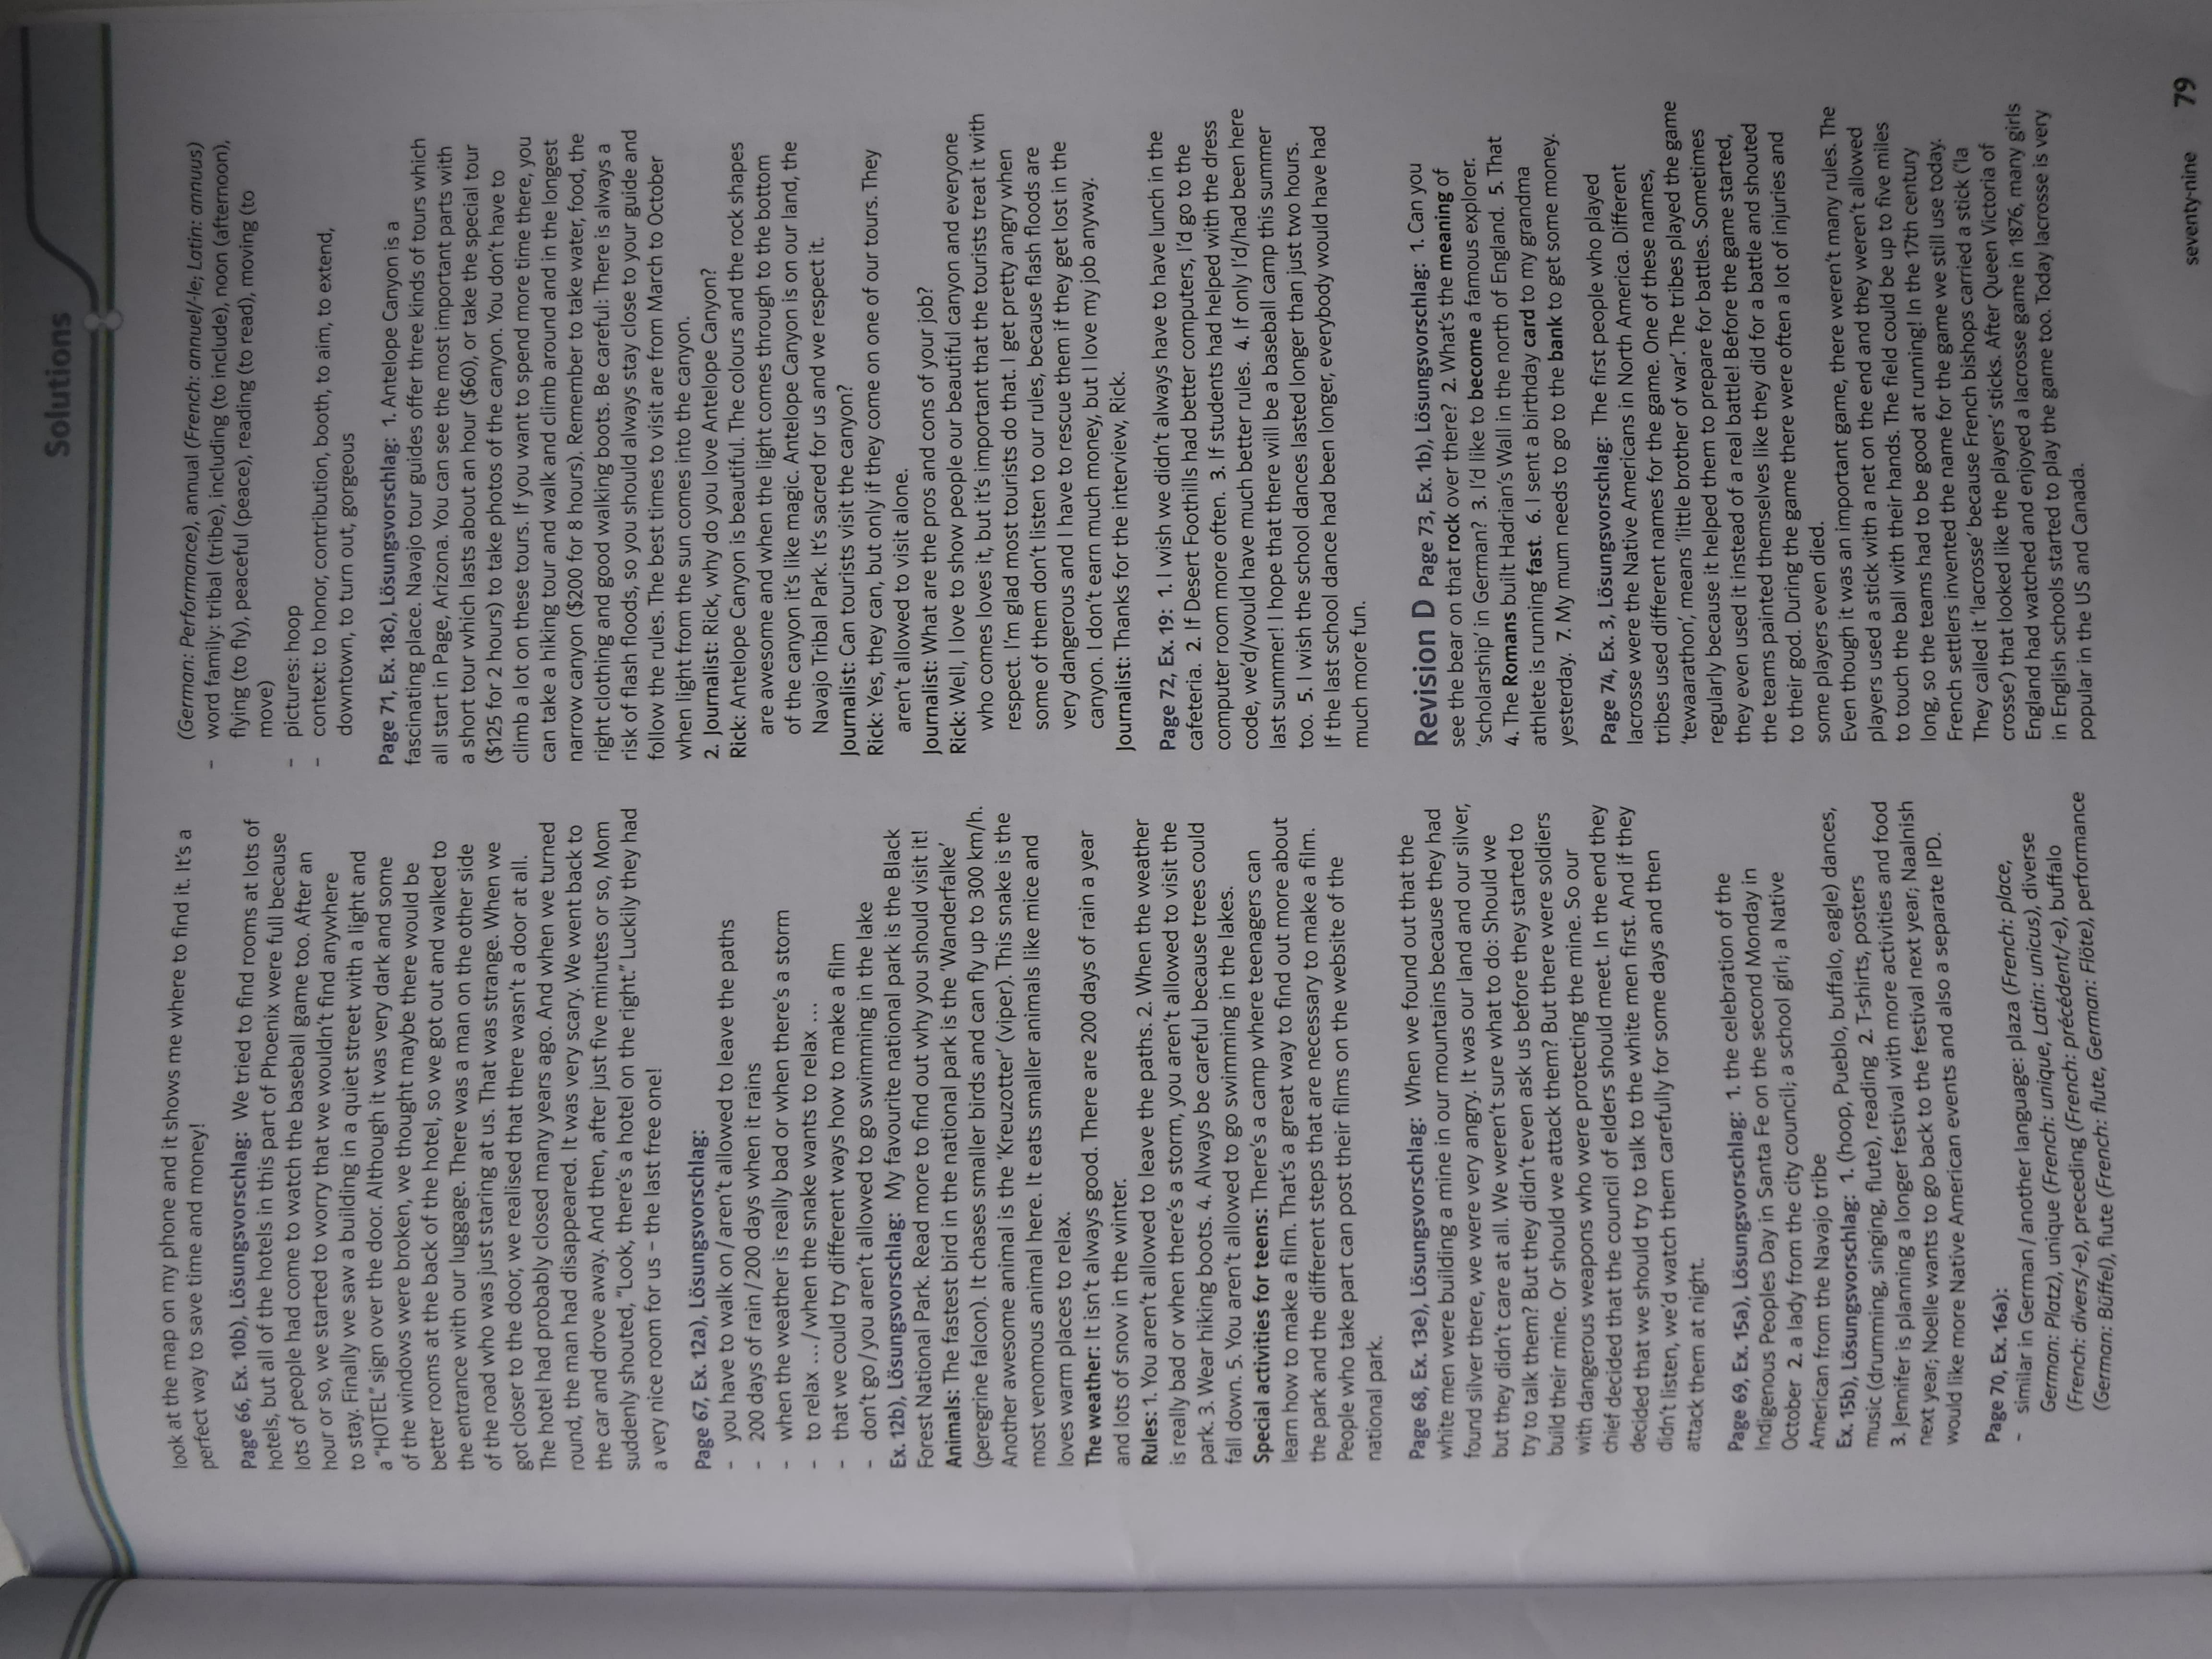 Solutions
look at the map on my phone and it shows me where to find it. It's a
perfect way to save time and money!
Page 66, Ex. 10b), Lösungsvorschlag: We tried to find rooms at lots of
hotels, but all of the hotels in this part of Phoenix were full because
lots of people had come to watch the baseball game too. After an
hour or so, we started to worry that we wouldn't find anywhere
to stay. Finally we saw a building in a quiet street with a light and
a "HOTEL" sign over the door. Although it was very dark and some
of the windows were broken, we thought maybe there would be
better rooms at the back of the hotel, so we got out and walked to
the entrance with our luggage. There was a man on the other side
of the road who was just staring at us. That was strange. When we
got closer to the door, we realised that there wasn't a door at all.
The hotel had probably closed many years ago. And when we turned
round, the man had disappeared. It was very scary. We went back to
the car and drove away. And then, after just five minutes or so, Mom
suddenly shouted, "Look, there's a hotel on the right." Luckily they had
a very nice room for us – the last free one!
Page 67, Ex. 12a), Lösungsvorschlag:
– you have to walk on / aren't allowed to leave the paths
– 200 days of rain / 200 days when it rains
– when the weather is really bad or when there's a storm
– to relax … / when the snake wants to relax …
– that we could try different ways how to make a film
– don't go / you aren't allowed to go swimming in the lake
Ex. 12b), Lösungsvorschlag: My favourite national park is the Black
Forest National Park. Read more to find out why you should visit it!
Animals: The fastest bird in the national park is the 'Wanderfalke'
(peregrine falcon). It chases smaller birds and can fly up to 300 km/h.
Another awesome animal is the 'Kreuzotter' (viper). This snake is the
most venomous animal here. It eats smaller animals like mice and
loves warm places to relax.
The weather: It isn't always good. There are 200 days of rain a year
and lots of snow in the winter.
Rules: 1. You aren't allowed to leave the paths: 2. When the weather
is really bad or when there's a storm, you aren't allowed to visit the
park. 3. Wear hiking boots. 4. Always be careful because trees could
fall down. 5. You aren't allowed to go swimming in the lakes.
Special activities for teens: There's a camp where teenagers can
learn how to make a film. That's a great way to find out more about
the park and the different steps that are necessary to make a film.
People who take part can post their films on the website of the
national park.
Page 68, Ex. 13e), Lösungsvorschlag: When we found out that the
white men were building a mine in our mountains because they had
found silver there, we were very angry. It was our land and our silver,
but they didn't care at all. We weren't sure what to do: Should we
try to talk them? But they didn't even ask us before they started to
build their mine. Or should we attack them? But there were soldiers
with dangerous weapons who were protecting the mine. So our
chief decided that the council of elders should meet. In the end they
decided that we should try to talk to the white men first. And if they
didn't listen, we'd watch them carefully for some days and then
attack them at night.
Page 69, Ex. 15a), Lösungsvorschlag: 1. the celebration of the
Indigenous Peoples Day in Santa Fe on the second Monday in
October 2. a lady from the city council; a school girl; a Native
American from the Navajo tribe
Ex. 15b), Lösungsvorschlag: 1. (hoop, Pueblo, buffalo, eagle) dances,
music (drumming, singing, flute), reading 2. T-shirts, posters
3. Jennifer is planning a longer festival with more activities and food
next year; Noelle wants to go back to the festival next year; Naalnish
would like more Native American events and also a separate IPD.
Page 70, Ex. 16a):
– similar in German / another language: plaza (French: place,
German: Platz), unique (French: unique, Latin: unicus), diverse
(French: divers/-e), preceding (French: précédent/-e), buffalo
(German: Büffel), flute (French: flute, German: Flöte), performance
(German: Performance), annual (French: annuel/-le; Latin: annuus)
– word family: tribal (tribe), including (to include), noon (afternoon),
flying (to fly), peaceful (peace), reading (to read), moving (to
move)
– pictures: hoop
– context: to honor, contribution, booth, to aim, to extend,
downtown, to turn out, gorgeous
Page 71, Ex. 18c), Lösungsvorschlag: 1. Antelope Canyon is a
fascinating place. Navajo tour guides offer three kinds of tours which
all start in Page, Arizona. You can see the most important parts with
a short tour which lasts about an hour ($60), or take the special tour
($125 for 2 hours) to take photos of the canyon. You don't have to
climb a lot on these tours. If you want to spend more time there, you
can take a hiking tour and walk and climb around and in the longest
narrow canyon ($200 for 8 hours). Remember to take water, food, the
right clothing and good walking boots. Be careful: There is always a
risk of flash floods, so you should always stay close to your guide and
follow the rules. The best times to visit are from March to October
when light from the sun comes into the canyon.
2. Journalist: Rick, why do you love Antelope Canyon?
Rick: Antelope Canyon is beautiful. The colours and the rock shapes
are awesome and when the light comes through to the bottom
of the canyon it's like magic. Antelope Canyon is on our land, the
Navajo Tribal Park. It's sacred for us and we respect it.
Journalist: Can tourists visit the canyon?
Rick: Yes, they can, but only if they come on one of our tours. They
aren't allowed to visit alone.
Journalist: What are the pros and cons of your job?
Rick: Well, I love to show people our beautiful canyon and everyone
who comes loves it, but it's important that the tourists treat it with
respect. I'm glad most tourists do that. I get pretty angry when
some of them don't listen to our rules, because flash floods are
very dangerous and I have to rescue them if they get lost in the
canyon. I don't earn much money, but I love my job anyway.
Journalist: Thanks for the interview, Rick.
Page 72, Ex. 19: 1. I wish we didn't always have to have lunch in the
cafeteria. 2. If Desert Foothills had better computers, I'd go to the
computer room more often. 3. If students had helped with the dress
code, we'd/would have much better rules. 4. If only I'd/had been here
last summer! I hope that there will be a baseball camp this summer
too. 5. I wish the school dances lasted longer than just two hours.
If the last school dance had been longer, everybody would have had
much more fun.
Revision D Page 73, Ex. 1b), Lösungsvorschlag: 1. Can you
see the bear on that rock over there? 2. What's the meaning of
'scholarship' in German? 3. I'd like to become a famous explorer.
4. The Romans built Hadrian's Wall in the north of England. 5. That
athlete is running fast. 6. I sent a birthday card to my grandma
yesterday. 7. My mum needs to go to the bank to get some money.
Page 74, Ex. 3, Lösungsvorschlag: The first people who played
lacrosse were the Native Americans in North America. Different
tribes used different names for the game. One of these names,
'tewaarathon', means 'little brother of war'. The tribes played the game
regularly because it helped them to prepare for battles. Sometimes
they even used it instead of a real battle! Before the game started,
the teams painted themselves like they did for a battle and shouted
to their god. During the game there were often a lot of injuries and
some players even died.
Even though it was an important game, there weren't many rules. The
players used a stick with a net on the end and they weren't allowed
to touch the ball with their hands. The field could be up to five miles
long, so the teams had to be good at running! In the 17th century
French settlers invented the name for the game we still use today.
They called it 'lacrosse' because French bishops carried a stick ('la
crosse') that looked like the players' sticks. After Queen Victoria of
England had watched and enjoyed a lacrosse game in 1876, many girls
in English schools started to play the game too. Today lacrosse is very
popular in the US and Canada.
seventy-nine 79